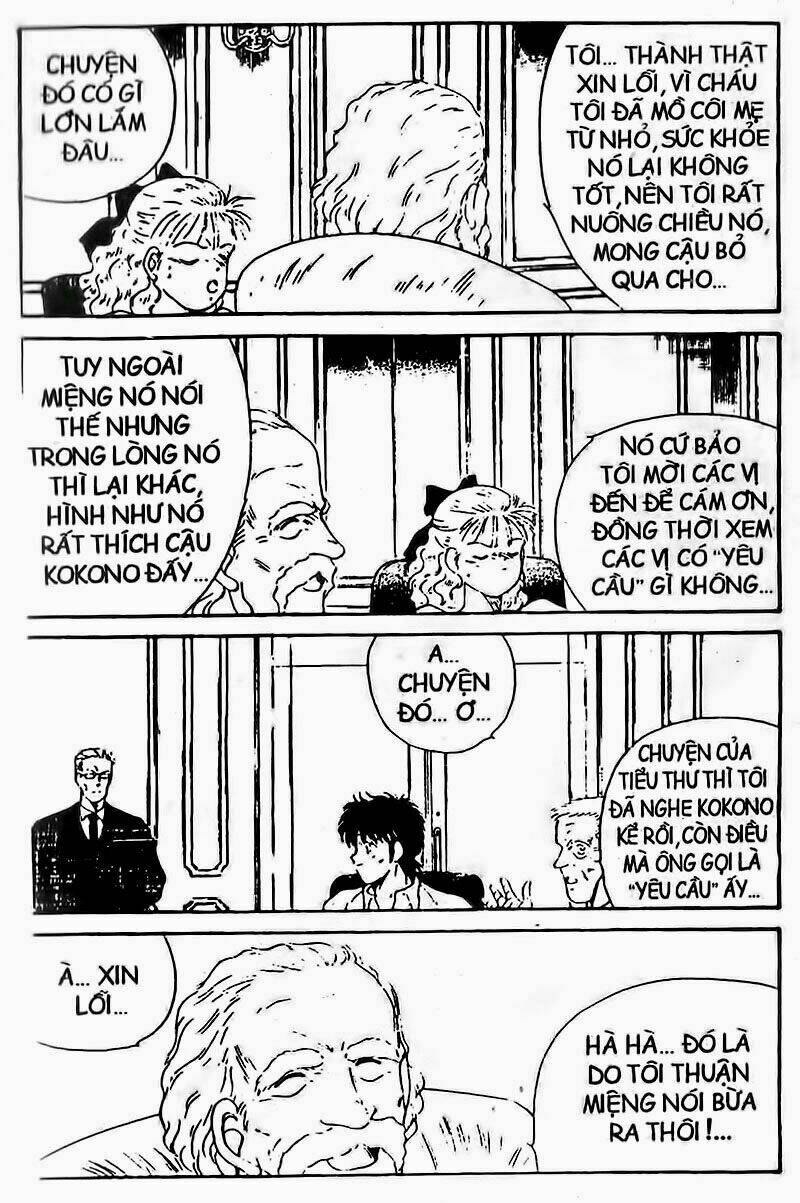 CHUYỆN
ĐÓ CÓ GÌ
LỚN LẮM
ĐÂU...
TÔI... THÀNH THẬT
XIN LỖI, VÌ CHÁU
TÔI ĐÃ MỒ CÔI MẸ
TỪ NHỎ, SỨC KHỎE
NÓ LẠI KHÔNG
TỐT, NÊN TÔI RẤT
NUÔNG CHIỀU NÓ,
MONG CẬU BỎ
QUA CHO...
TUY NGOÀI
MIỆNG NÓ NÓI
THẾ NHƯNG
TRONG LÒNG NÓ
THÌ LẠI KHÁC,
HÌNH NHƯ NÓ
RẤT THÍCH CẬU
KOKONO ĐẤY...
NÓ CỨ BẢO
TÔI MỜI CÁC VỊ
ĐẾN ĐỂ CÁM ƠN,
ĐỒNG THỜI XEM
CÁC VỊ CÓ "YÊU
CẦU" GÌ KHÔNG...
A...
CHUYỆN
ĐÓ... Ơ...
CHUYỆN CỦA
TIỂU THƯ THÌ TÔI
ĐÃ NGHE KOKONO
KỂ RỒI, CÒN ĐIỀU
MÀ ÔNG GỌI LÀ
"YÊU CẦU" ẤY...
À... XIN
LỖI...
HÀ HÀ... ĐÓ LÀ
DO TÔI THUẬN
MIỆNG NÓI BỪA
RA THÔI!...